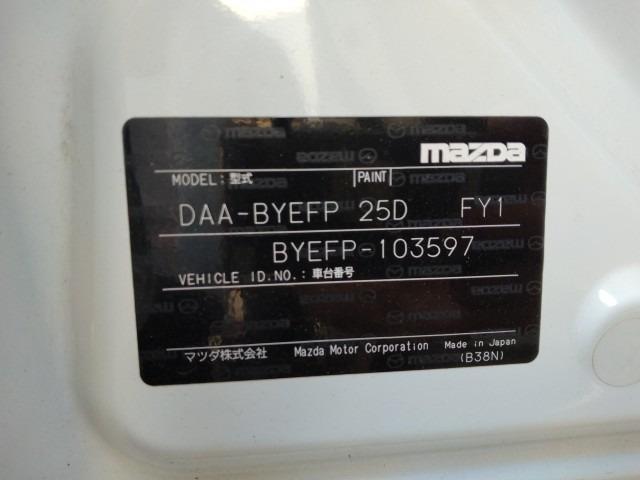 mazda
MODEL:型式 PAINT
DAA-BYEFP 25D FY1
BYEFP-103597
VEHICLE ID.NO.:車台番号
マツダ株式会社 Mazda Motor Corporation Made in Japan
(B38N)